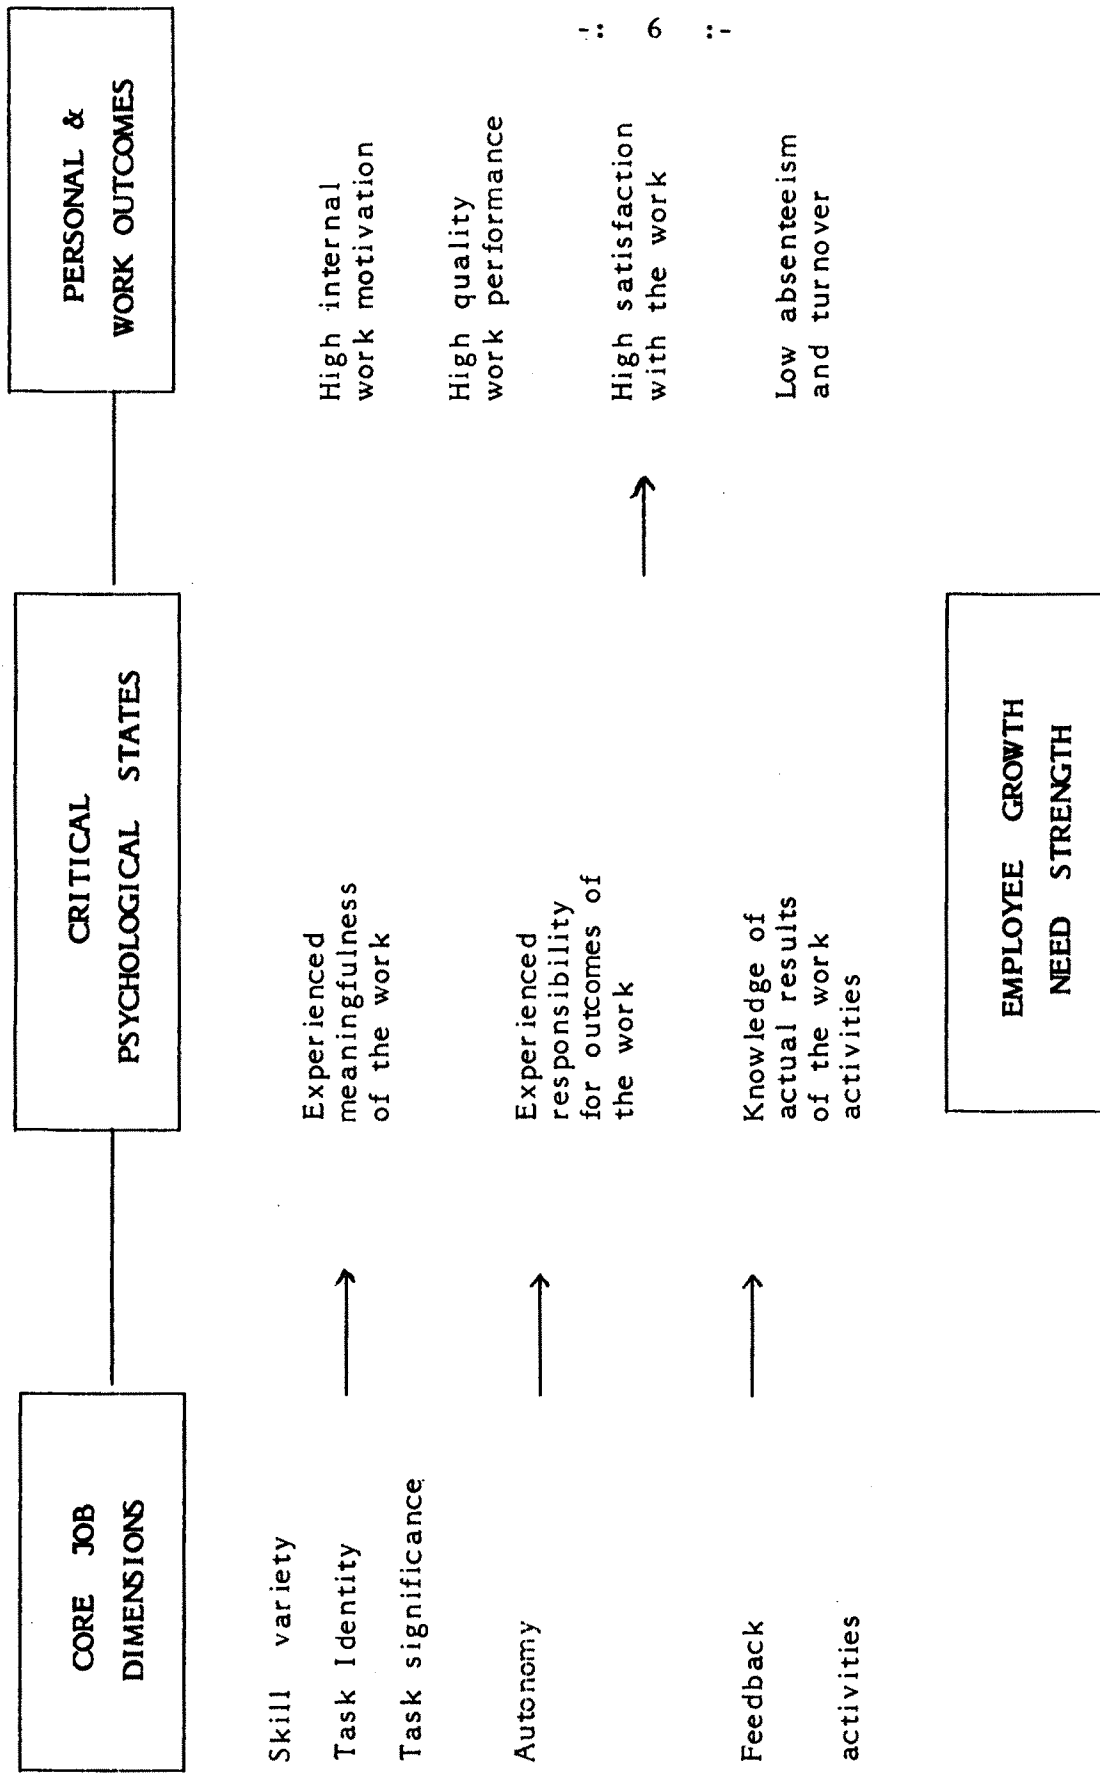 -: 6 :-
CORE JOB
DIMENSIONS
CRITICAL
PSYCHOLOGICAL STATES
PERSONAL &
WORK OUTCOMES
Skill variety
Task Identity
Task significance
Autonomy
Feedback
activities
Experienced
meaningfulness
of the work
Experienced
responsibility
for outcomes of
the work
Knowledge of
actual results
of the work
activities
High internal
work motivation
High quality
work performance
High satisfaction
with the work
Low absenteeism
and turnover
EMPLOYEE GROWTH
NEED STRENGTH